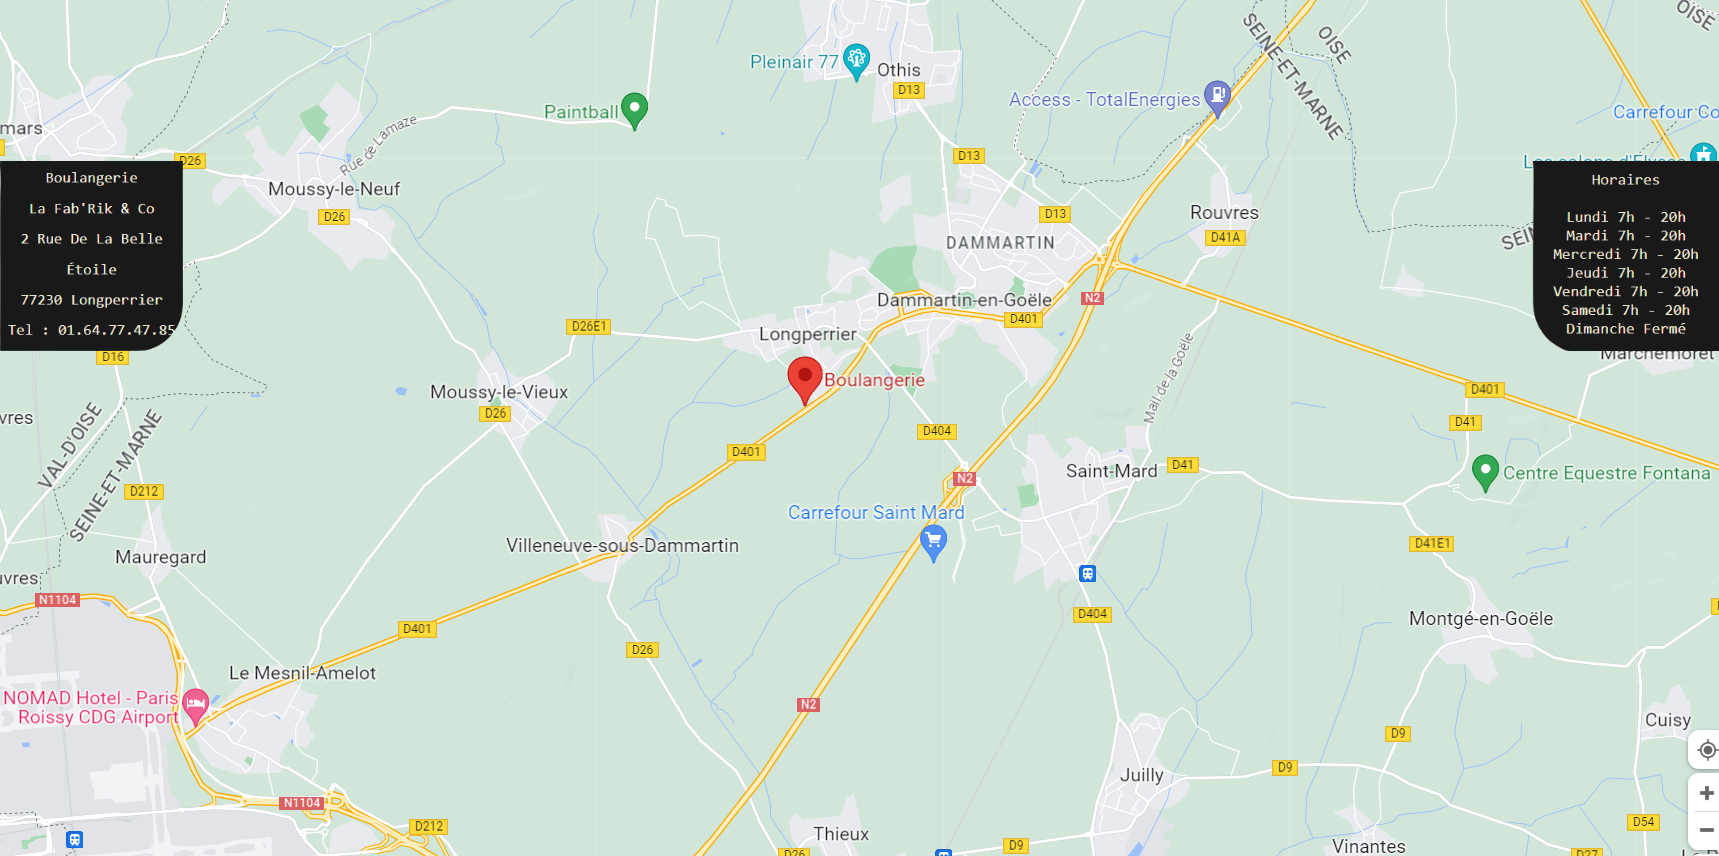 OISE
SEINE-ET-MARNE
OISE
Pleinair 77
Othis
D13
Access - TotalEnergies
Paintball
Carrefour Co
mars
Rue de Lamaze
D26
D13
Les salons d'Elysee
Boulangerie
La Fab'Rik & Co
2 Rue De La Belle
Étoile
77230 Longperrier
Tel : 01.64.77.47.85
Horaires
Lundi 7h - 20h
Mardi 7h - 20h
Mercredi 7h - 20h
Jeudi 7h - 20h
Vendredi 7h - 20h
Samedi 7h - 20h
Dimanche Fermé
Moussy-le-Neuf
D26
D13
Rouvres
D41A
SEIN
DAMMARTIN
Dammartin-en-Goële
N2
D401
D26E1
Longperrier
D16
Marchémoret
Mail de la Goële
Boulangerie
Moussy-le-Vieux
D26
D401
vres
VAL-D'OISE
SEINE-ET-MARNE
D41
D404
D401
Saint-Mard
D41
Centre Equestre Fontana
N2
D212
Carrefour Saint Mard
Villeneuve-sous-Dammartin
D41E1
Mauregard
uvres
N1104
D404
Montgé-en-Goële
D401
D26
Le Mesnil-Amelot
NOMAD Hotel - Paris
Roissy CDG Airport
N2
Cuisy
D9
Juilly
D9
N1104
D212
Thieux
D54
D9
Vinantes
D26
D27